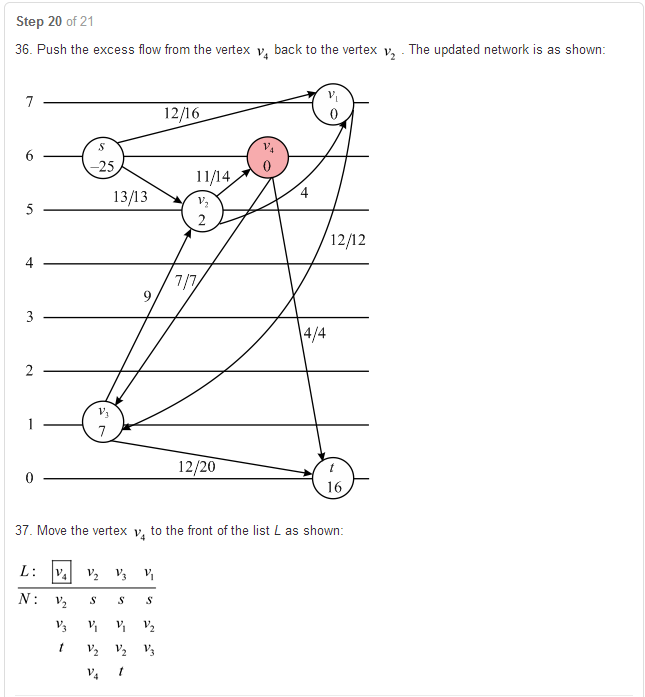 Step 20 of 21
36. Push the excess flow from the vertex v₄ back to the vertex v₂ . The updated network is as shown:
7
v₁
0
12/16
6
s
–25
v₄
0
11/14
13/13
4
5
v₂
2
12/12
4
7/7
9
3
4/4
2
1
v₃
7
12/20
0
t
16
37. Move the vertex v₄ to the front of the list L as shown:
L: v₄ v₂ v₃ v₁
N: v₂ s s s
v₃ v₁ v₁ v₂
t v₂ v₂ v₃
v₄ t